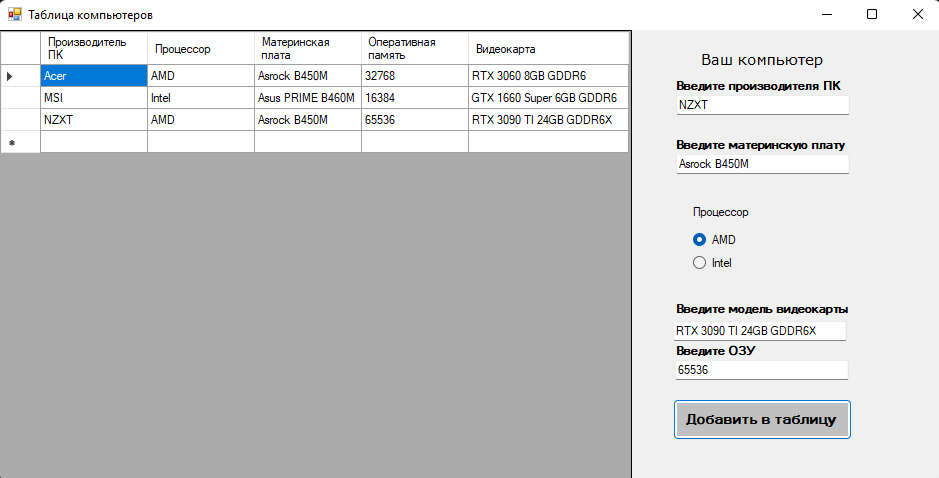 Таблица компьютеров
Производитель ПК Процессор Материнская плата Оперативная память Видеокарта
Acer AMD Asrock B450M 32768 RTX 3060 8GB GDDR6
MSI Intel Asus PRIME B460M 16384 GTX 1660 Super 6GB GDDR6
NZXT AMD Asrock B450M 65536 RTX 3090 TI 24GB GDDR6X
Ваш компьютер
Введите производителя ПК
NZXT
Введите материнскую плату
Asrock B450M
Процессор
AMD
Intel
Введите модель видеокарты
RTX 3090 TI 24GB GDDR6X
Введите ОЗУ
65536
Добавить в таблицу